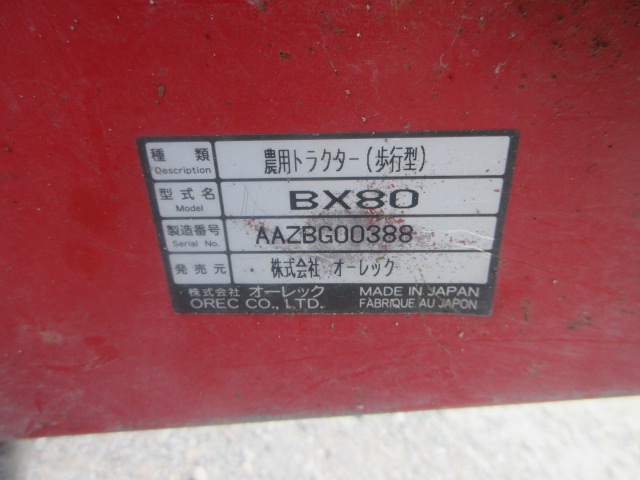 種類 農用トラクター(歩行型)
Description
型式名 BX80
Model
製造番号 AAZBG00388
Serial No.
発売元 株式会社 オーレック
株式会社 オーレック MADE IN JAPAN
OREC CO., LTD. FABRIQUE AU JAPON